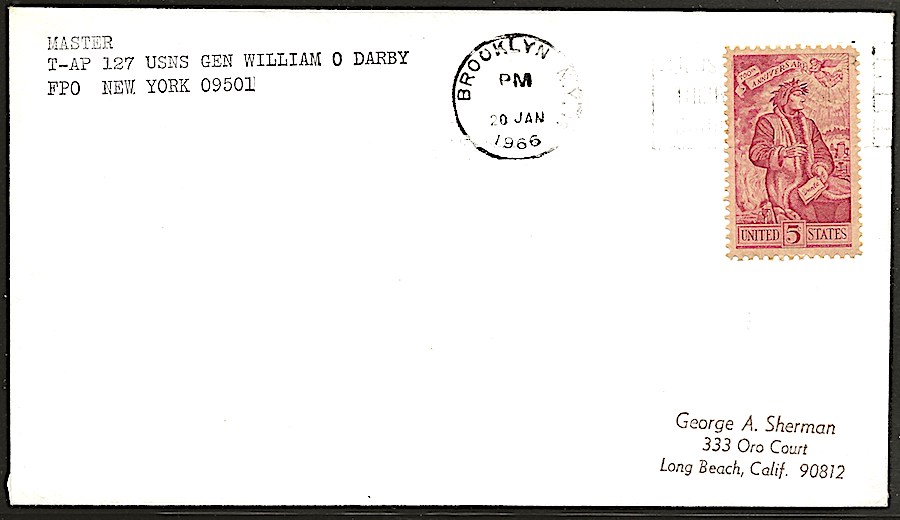 MASTER
T-AP 127 USNS GEN WILLIAM O DARBY
FPO NEW YORK 09501
BROOKLYN N.Y.
PM
20 JAN
1966
700th ANNIVERSARY
UNITED 5 STATES
George A. Sherman
333 Oro Court
Long Beach, Calif. 90812